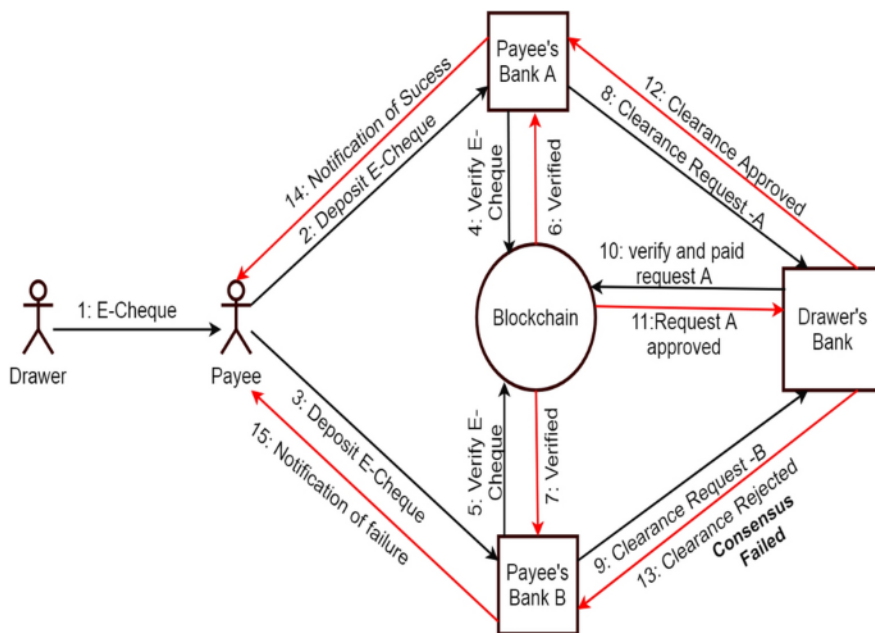 Payee's
Bank A
14: Notification of Sucess
2: Deposit E-Cheque
4: Verify E-
Cheque
6: Verified
8: Clearance Request -A
12: Clearance Approved
10: verify and paid
request A
1: E-Cheque
Blockchain
11:Request A
approved
Drawer's
Bank
Drawer
Payee
3: Deposit E-Cheque
15: Notification of failure
5: Verify E-
Cheque
7: Verified
9: Clearance Request -B
13: Clearance Rejected
Consensus
Failed
Payee's
Bank B